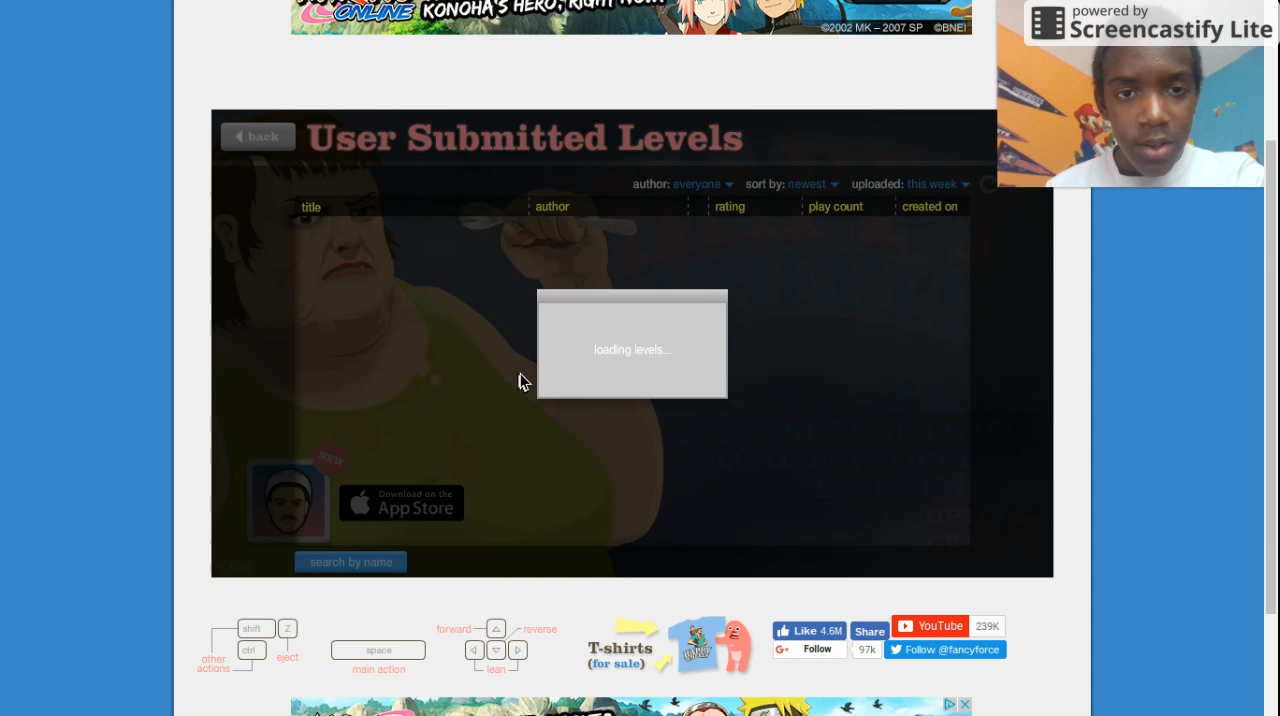 ONLINE KONOHA'S HERO, RIGHT NOW!
©2002 MK – 2007 SP ©BNEI
powered by
Screencastify Lite
back
User Submitted Levels
author: everyone sort by: newest uploaded: this week
title author rating play count created on
loading levels...
NEW
Download on the
App Store
search by name
shift Z
ctrl
other
actions
eject
space
main action
forward
reverse
lean
T-shirts
(for sale)
Like 4.6M
Share
YouTube 239K
G+ Follow 97k
Follow @fancyforce